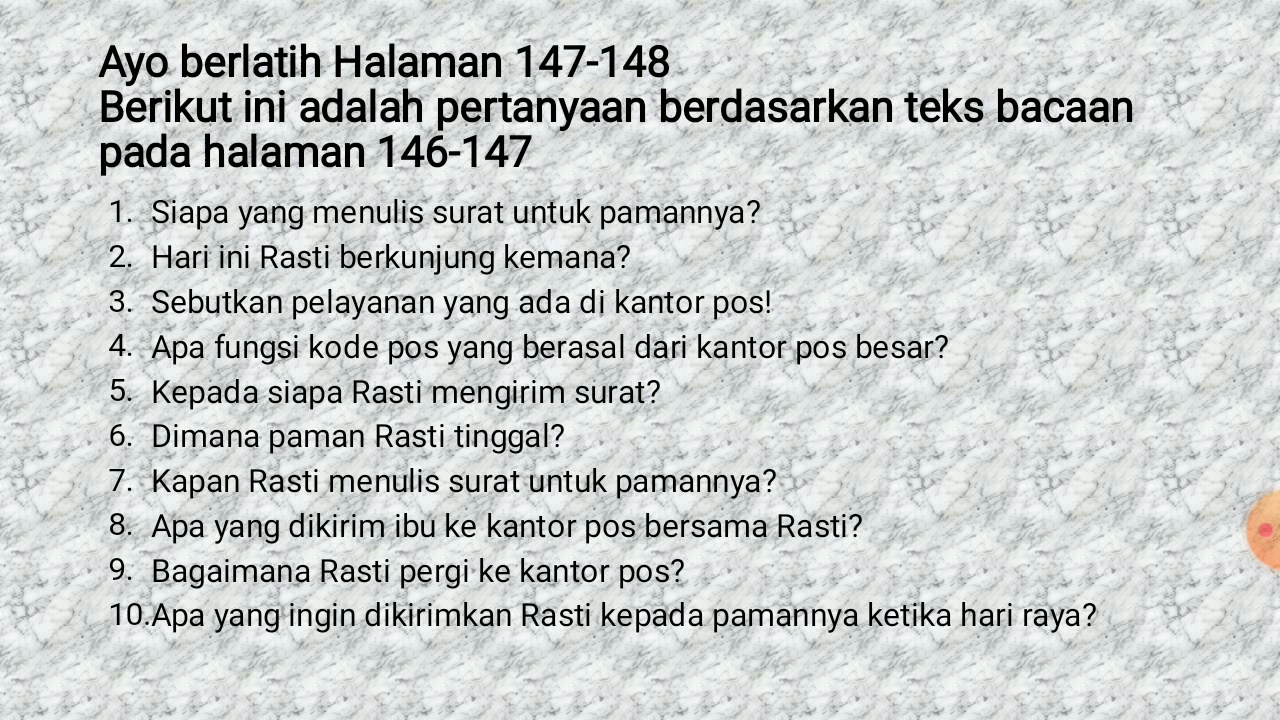 Ayo berlatih Halaman 147-148
Berikut ini adalah pertanyaan berdasarkan teks bacaan
pada halaman 146-147
1. Siapa yang menulis surat untuk pamannya?
2. Hari ini Rasti berkunjung kemana?
3. Sebutkan pelayanan yang ada di kantor pos!
4. Apa fungsi kode pos yang berasal dari kantor pos besar?
5. Kepada siapa Rasti mengirim surat?
6. Dimana paman Rasti tinggal?
7. Kapan Rasti menulis surat untuk pamannya?
8. Apa yang dikirim ibu ke kantor pos bersama Rasti?
9. Bagaimana Rasti pergi ke kantor pos?
10.Apa yang ingin dikirimkan Rasti kepada pamannya ketika hari raya?